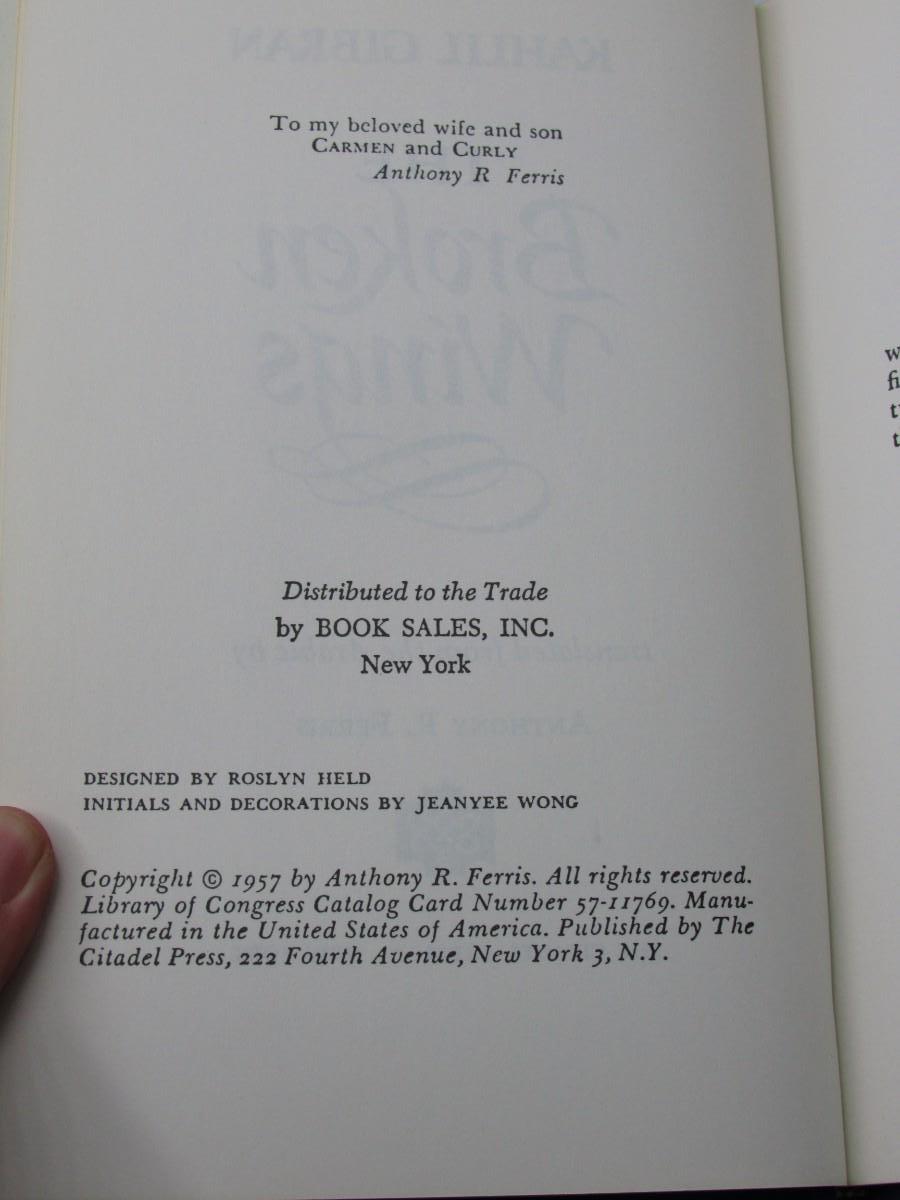 To my beloved wife and son
CARMEN and CURLY
Anthony R Ferris
Distributed to the Trade
by BOOK SALES, INC.
New York
DESIGNED BY ROSLYN HELD
INITIALS AND DECORATIONS BY JEANYEE WONG
Copyright © 1957 by Anthony R. Ferris. All rights reserved.
Library of Congress Catalog Card Number 57-11769. Manu-
factured in the United States of America. Published by The
Citadel Press, 222 Fourth Avenue, New York 3, N.Y.